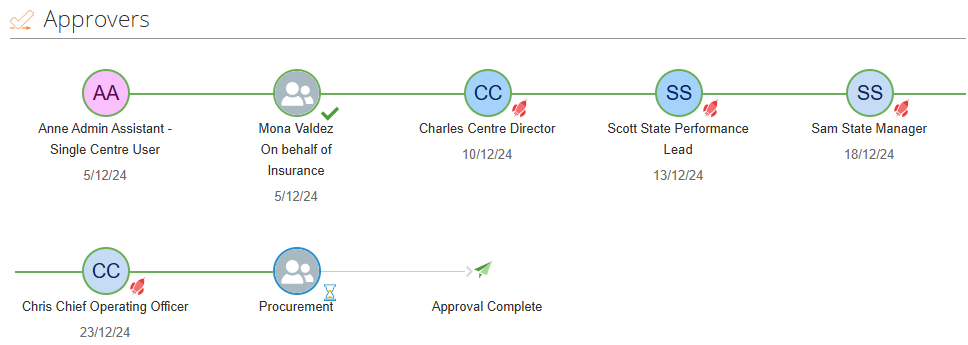 Approvers
AA
CC
SS
SS
Anne Admin Assistant -
Single Centre User
5/12/24
Mona Valdez
On behalf of
Insurance
5/12/24
Charles Centre Director
10/12/24
Scott State Performance
Lead
13/12/24
Sam State Manager
18/12/24
CC
Chris Chief Operating Officer
23/12/24
Procurement
Approval Complete